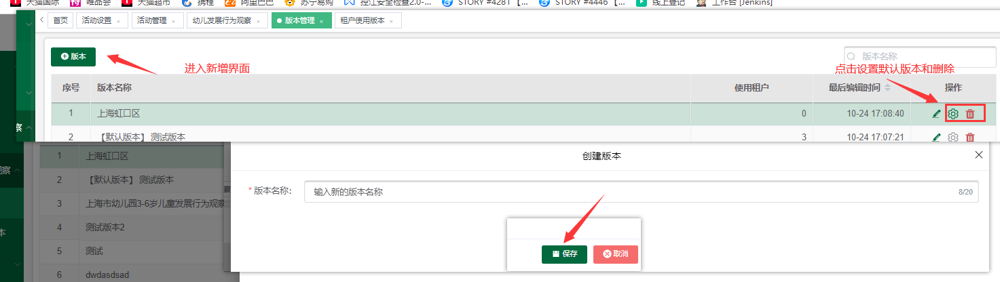 天猫国际 唯品会 天猫超市 携程 阿里巴巴 苏宁易购 控江安全检查2.0-... STORY #4281【... STORY #4446【... 线上登记 工作台 [Jenkins]
首页 活动设置 × 活动管理 × 幼儿发展行为观察 × 版本管理 × 租户使用版本 ×
版本 版本名称
进入新增界面 点击设置默认版本和删除
序号 版本名称 使用租户 最后编辑时间 操作
1 上海虹口区 0 10-24 17:08:40
察
2 【默认版本】 测试版本 3 10-24 17:07:21
1 上海虹口区
创建版本
察
2 【默认版本】 测试版本
* 版本名称: 输入新的版本名称 8/20
察
3 上海市幼儿园3-6岁儿童发展行为观察
4 测试版本2
本
5 测试
保存 取消
6 dwdasdsad